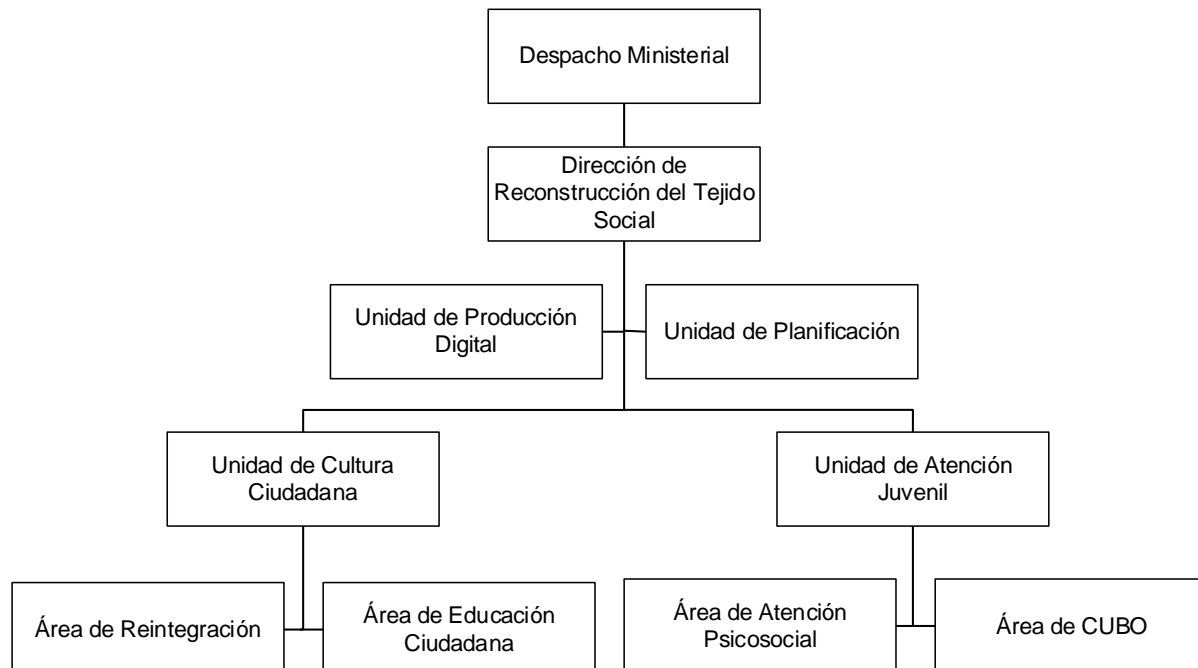 Despacho Ministerial
Dirección de
Reconstrucción del Tejido
Social
Unidad de Producción
Digital
Unidad de Planificación
Unidad de Cultura
Ciudadana
Unidad de Atención
Juvenil
Área de Reintegración
Área de Educación
Ciudadana
Área de Atención
Psicosocial
Área de CUBO